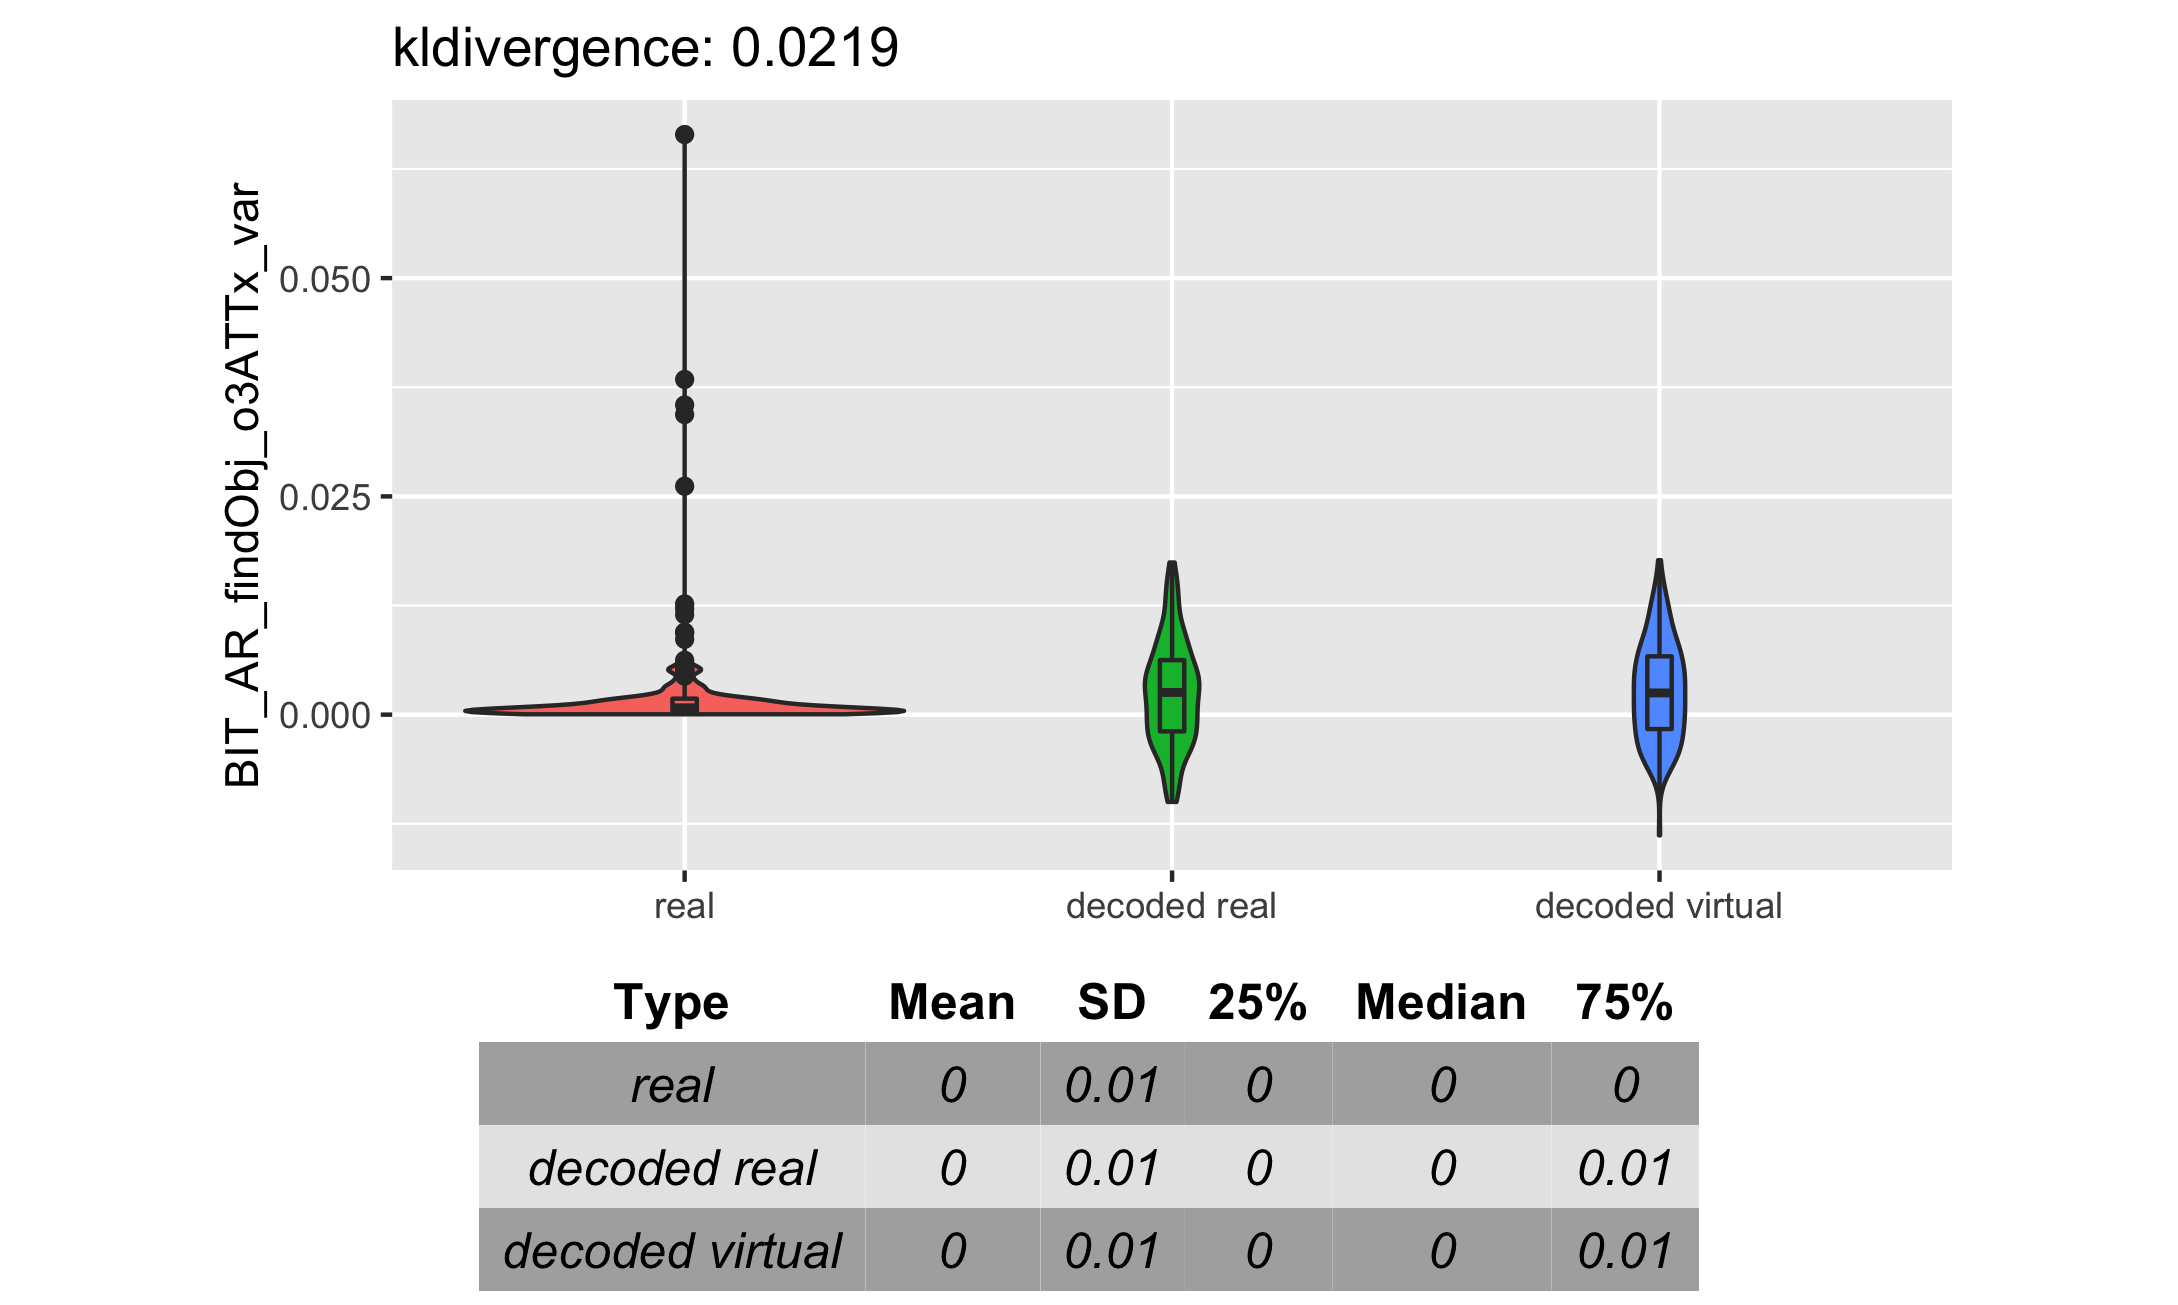 kldivergence: 0.0219
BIT_AR_findObj_o3ATTx_var
0.050
0.025
0.000
real decoded real decoded virtual
Type Mean SD 25% Median 75%
real 0 0.01 0 0 0
decoded real 0 0.01 0 0 0.01
decoded virtual 0 0.01 0 0 0.01